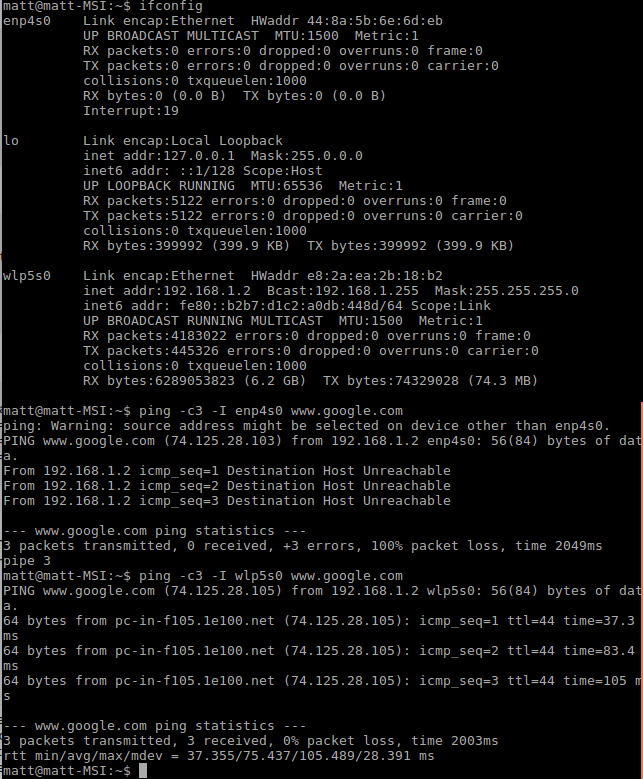 matt@matt-MSI:~$ ifconfig
enp4s0    Link encap:Ethernet  HWaddr 44:8a:5b:6e:6d:eb
          UP BROADCAST MULTICAST  MTU:1500  Metric:1
          RX packets:0 errors:0 dropped:0 overruns:0 frame:0
          TX packets:0 errors:0 dropped:0 overruns:0 carrier:0
          collisions:0 txqueuelen:1000
          RX bytes:0 (0.0 B)  TX bytes:0 (0.0 B)
          Interrupt:19
lo        Link encap:Local Loopback
          inet addr:127.0.0.1  Mask:255.0.0.0
          inet6 addr: ::1/128 Scope:Host
          UP LOOPBACK RUNNING  MTU:65536  Metric:1
          RX packets:5122 errors:0 dropped:0 overruns:0 frame:0
          TX packets:5122 errors:0 dropped:0 overruns:0 carrier:0
          collisions:0 txqueuelen:1000
          RX bytes:399992 (399.9 KB)  TX bytes:399992 (399.9 KB)
wlp5s0    Link encap:Ethernet  HWaddr e8:2a:ea:2b:18:b2
          inet addr:192.168.1.2  Bcast:192.168.1.255  Mask:255.255.255.0
          inet6 addr: fe80::b2b7:d1c2:a0db:448d/64 Scope:Link
          UP BROADCAST RUNNING MULTICAST  MTU:1500  Metric:1
          RX packets:4183022 errors:0 dropped:0 overruns:0 frame:0
          TX packets:445326 errors:0 dropped:0 overruns:0 carrier:0
          collisions:0 txqueuelen:1000
          RX bytes:6289053823 (6.2 GB)  TX bytes:74329028 (74.3 MB)
matt@matt-MSI:~$ ping -c3 -I enp4s0 www.google.com
ping: Warning: source address might be selected on device other than enp4s0.
PING www.google.com (74.125.28.103) from 192.168.1.2 enp4s0: 56(84) bytes of dat
a.
From 192.168.1.2 icmp_seq=1 Destination Host Unreachable
From 192.168.1.2 icmp_seq=2 Destination Host Unreachable
From 192.168.1.2 icmp_seq=3 Destination Host Unreachable
--- www.google.com ping statistics ---
3 packets transmitted, 0 received, +3 errors, 100% packet loss, time 2049ms
pipe 3
matt@matt-MSI:~$ ping -c3 -I wlp5s0 www.google.com
PING www.google.com (74.125.28.105) from 192.168.1.2 wlp5s0: 56(84) bytes of dat
a.
64 bytes from pc-in-f105.1e100.net (74.125.28.105): icmp_seq=1 ttl=44 time=37.3
ms
64 bytes from pc-in-f105.1e100.net (74.125.28.105): icmp_seq=2 ttl=44 time=83.4
ms
64 bytes from pc-in-f105.1e100.net (74.125.28.105): icmp_seq=3 ttl=44 time=105 m
s
--- www.google.com ping statistics ---
3 packets transmitted, 3 received, 0% packet loss, time 2003ms
rtt min/avg/max/mdev = 37.355/75.437/105.489/28.391 ms
matt@matt-MSI:~$